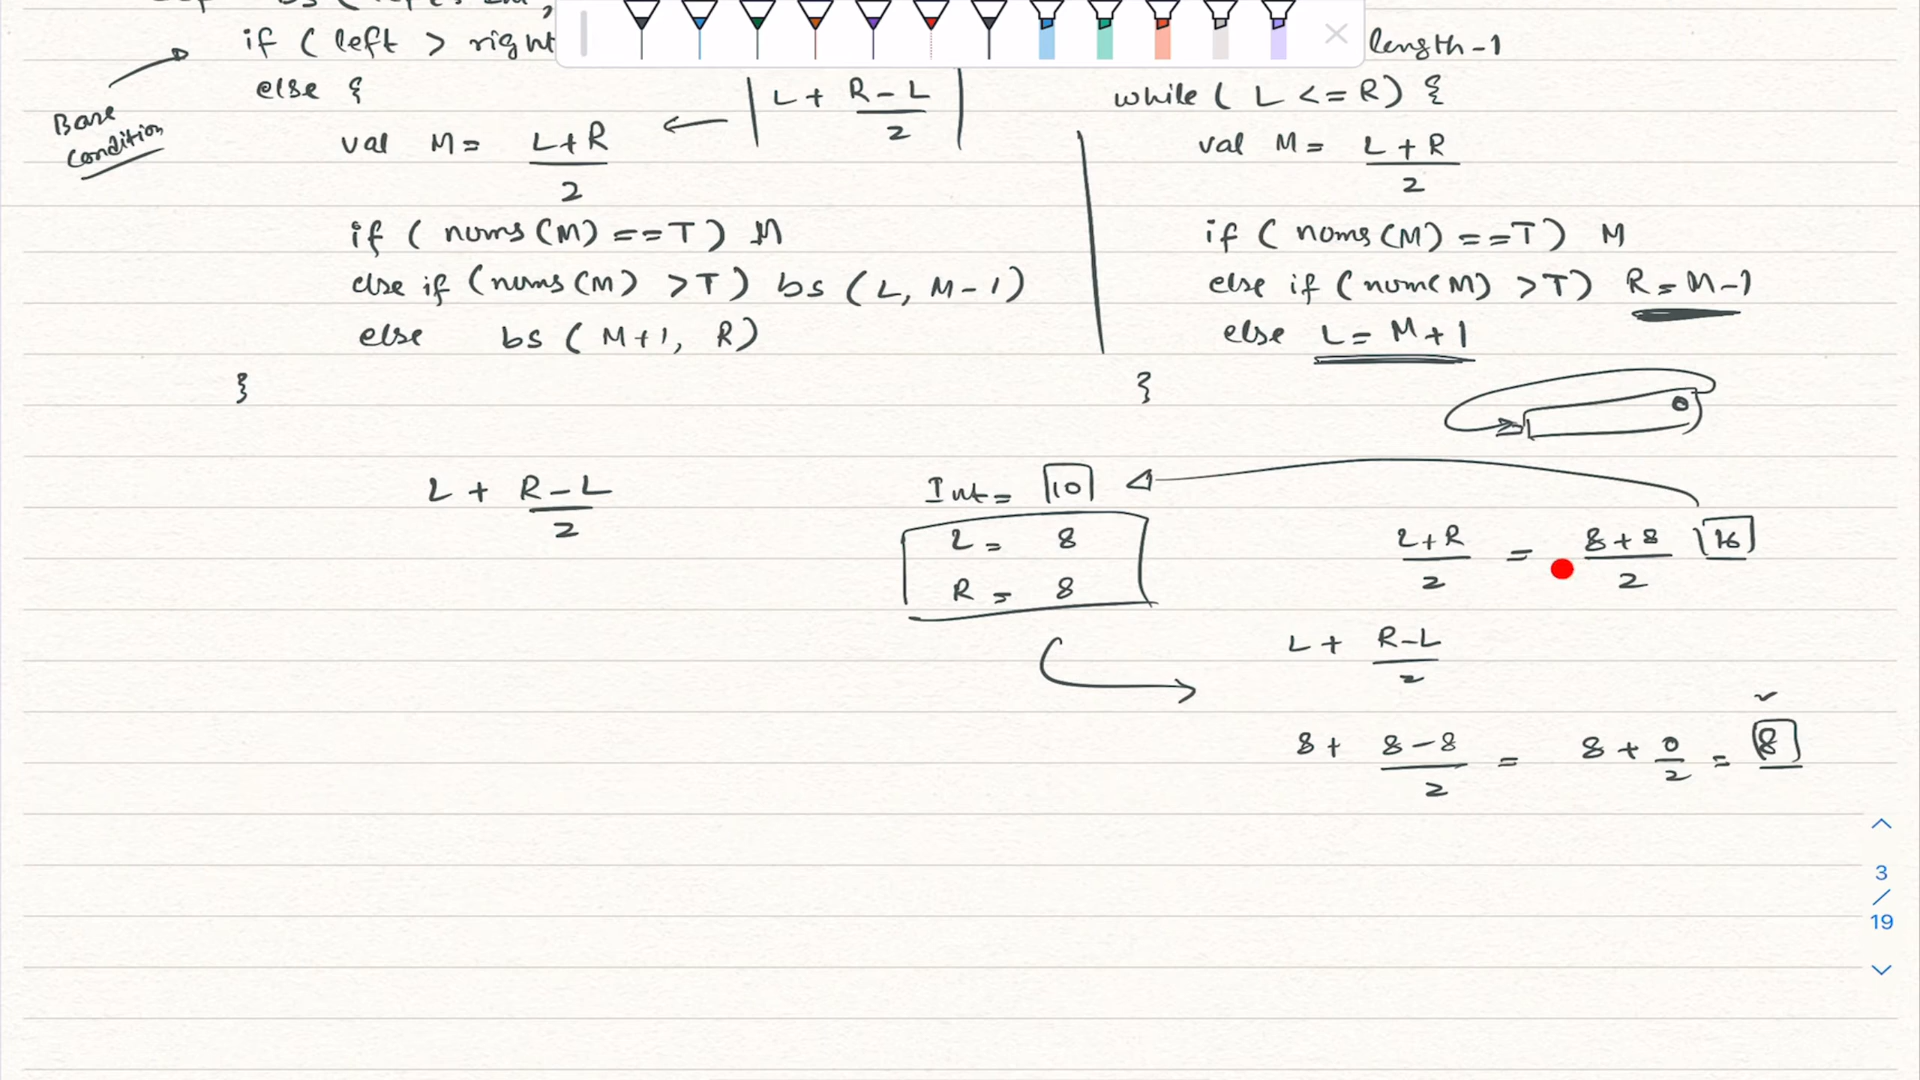 if ( left > right
else {
Base
condition
val M = L+R
2
L + R-L
2
if ( nums (M) ==T ) M
else if (nums (M) >T ) bs (L, M-1)
else bs ( M+1, R)
}
length-1
while ( L <= R) {
val M = L+R
2
if ( nums (M) ==T ) M
else if (num(M) >T) R=M-1
else L= M+1
}
L + R-L
2
Int = 10
L = 8
R = 8
L+R = 8+8 16
2 2
L + R-L
2
8 + 8-8 = 8 + 0 = 8
2 2
3
/
19